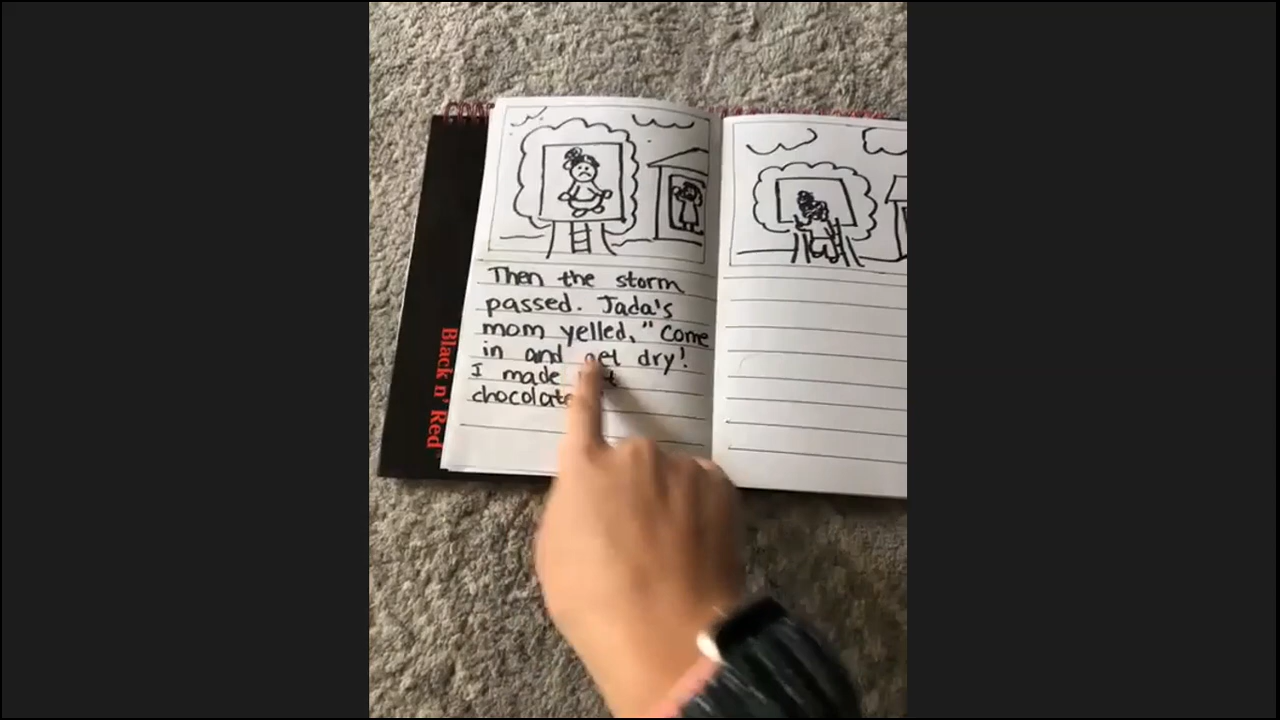 Then the storm
passed. Jada's
mom yelled, "Come
in and get dry!
I made
chocolate
Black n' Red